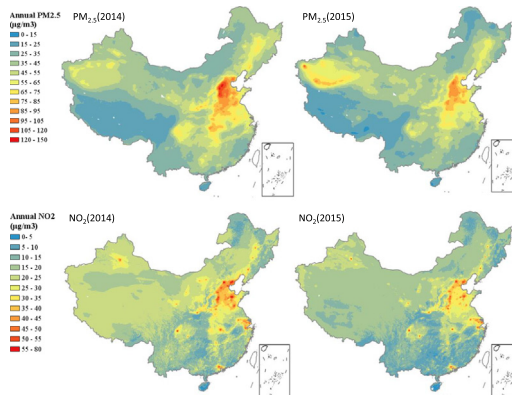 Annual PM2.5
(µg/m3)
0 - 15
15 - 25
25 - 35
35 - 45
45 - 55
55 - 65
65 - 75
75 - 85
85 - 95
95 - 105
105 - 120
120 - 150
PM2.5(2014)
PM2.5(2015)
Annual NO2
(µg/m3)
0 - 5
5 - 10
10 - 15
15 - 20
20 - 25
25 - 30
30 - 35
35 - 40
40 - 45
45 - 50
50 - 55
55 - 80
NO2(2014)
NO2(2015)